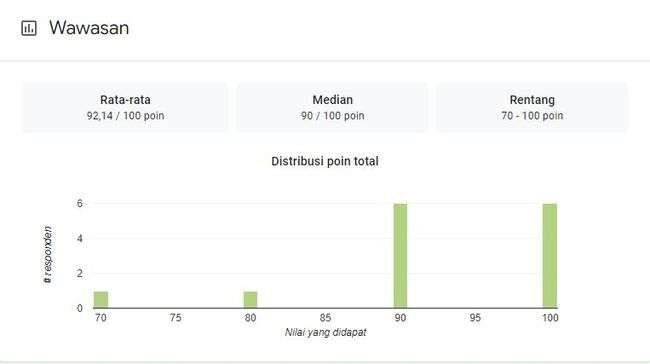 Wawasan
Rata-rata
92,14 / 100 poin
Median
90 / 100 poin
Rentang
70 - 100 poin
Distribusi poin total
# responden
6
4
2
0
70 75 80 85 90 95 100
Nilai yang didapat